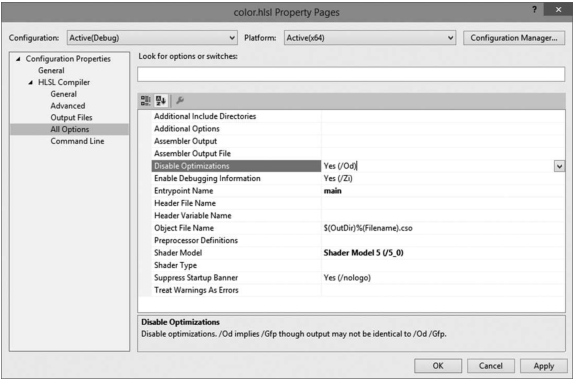 color.hlsl Property Pages
? x
Configuration: Active(Debug) Platform: Active(x64) Configuration Manager...
Configuration Properties
General
HLSL Compiler
General
Advanced
Output Files
All Options
Command Line
Look for options or switches:
Additional Include Directories
Additional Options
Assembler Output
Assembler Output File
Disable Optimizations Yes (/Od)
Enable Debugging Information Yes (/Zi)
Entrypoint Name main
Header File Name
Header Variable Name
Object File Name $(OutDir)%(Filename).cso
Preprocessor Definitions
Shader Model Shader Model 5 (/5_0)
Shader Type
Suppress Startup Banner Yes (/nologo)
Treat Warnings As Errors
Disable Optimizations
Disable optimizations. /Od implies /Gfp though output may not be identical to /Od /Gfp.
OK Cancel Apply